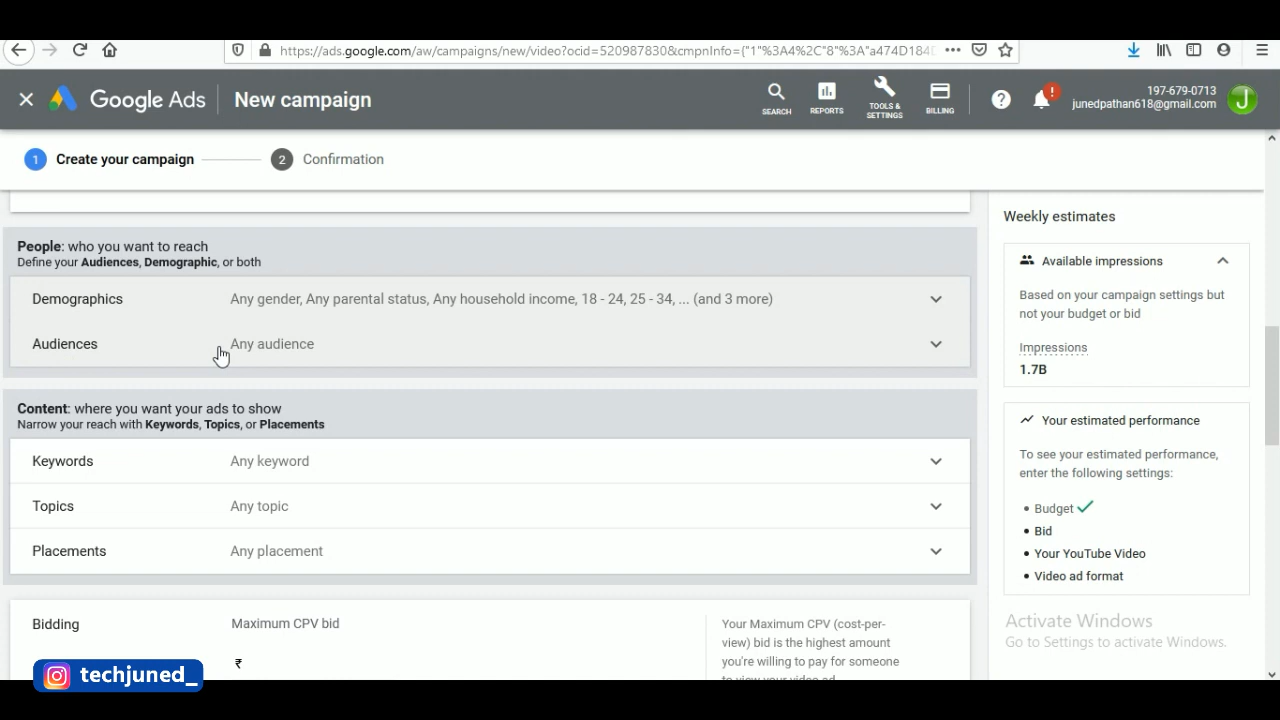 https://ads.google.com/aw/campaigns/new/video?ocid=520987830&cmpnInfo={"1"%3A4%2C"8"%3A"a474D184
Google Ads
New campaign
SEARCH
REPORTS
TOOLS &
SETTINGS
BILLING
197-679-0713
junedpathan618@gmail.com
J
1 Create your campaign
2 Confirmation
People: who you want to reach
Define your Audiences, Demographic, or both
Demographics Any gender, Any parental status, Any household income, 18 - 24, 25 - 34, ... (and 3 more)
Audiences Any audience
Content: where you want your ads to show
Narrow your reach with Keywords, Topics, or Placements
Keywords Any keyword
Topics Any topic
Placements Any placement
Bidding Maximum CPV bid
₹
Your Maximum CPV (cost-per-
view) bid is the highest amount
you're willing to pay for someone
to view your video ad
Weekly estimates
Available impressions
Based on your campaign settings but
not your budget or bid
Impressions
1.7B
Your estimated performance
To see your estimated performance,
enter the following settings:
• Budget
• Bid
• Your YouTube Video
• Video ad format
Activate Windows
Go to Settings to activate Windows.
techjuned_